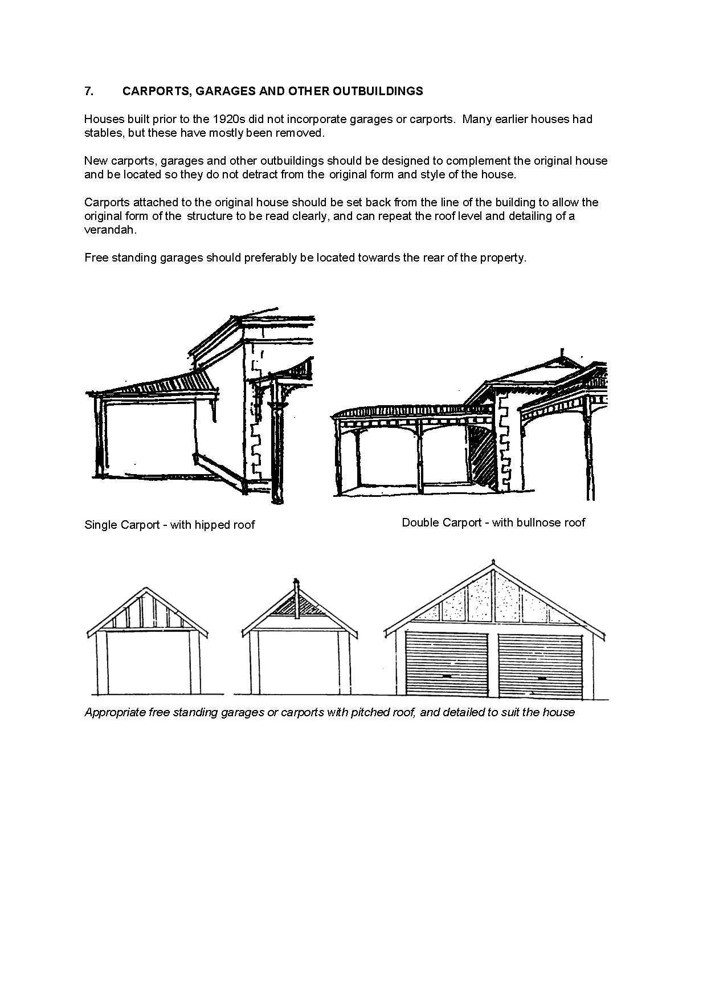 7. CARPORTS, GARAGES AND OTHER OUTBUILDINGS
Houses built prior to the 1920s did not incorporate garages or carports. Many earlier houses had
stables, but these have mostly been removed.
New carports, garages and other outbuildings should be designed to complement the original house
and be located so they do not detract from the original form and style of the house.
Carports attached to the original house should be set back from the line of the building to allow the
original form of the structure to be read clearly, and can repeat the roof level and detailing of a
verandah.
Free standing garages should preferably be located towards the rear of the property.
Single Carport - with hipped roof
Double Carport - with bullnose roof
Appropriate free standing garages or carports with pitched roof, and detailed to suit the house